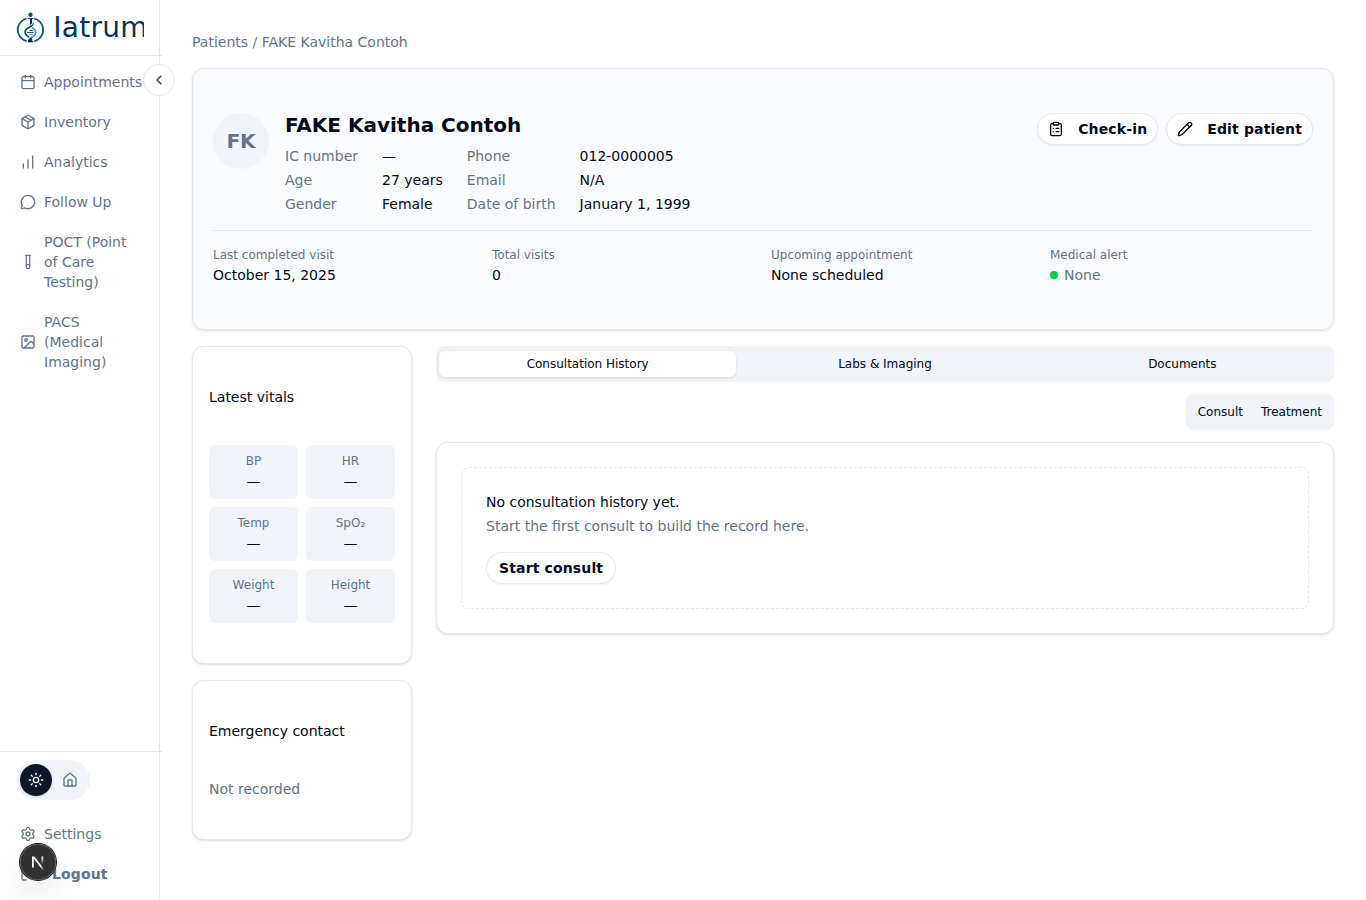 Iatrum
Appointments
Inventory
Analytics
Follow Up
POCT (Point
of Care
Testing)
PACS
(Medical
Imaging)
Settings
Logout
N
Patients / FAKE Kavitha Contoh
FK
FAKE Kavitha Contoh
Check-in
Edit patient
IC number — Phone 012-0000005
Age 27 years Email N/A
Gender Female Date of birth January 1, 1999
Last completed visit Total visits Upcoming appointment Medical alert
October 15, 2025 0 None scheduled None
Latest vitals
BP HR
— —
Temp SpO₂
— —
Weight Height
— —
Emergency contact
Not recorded
Consultation History Labs & Imaging Documents
Consult Treatment
No consultation history yet.
Start the first consult to build the record here.
Start consult